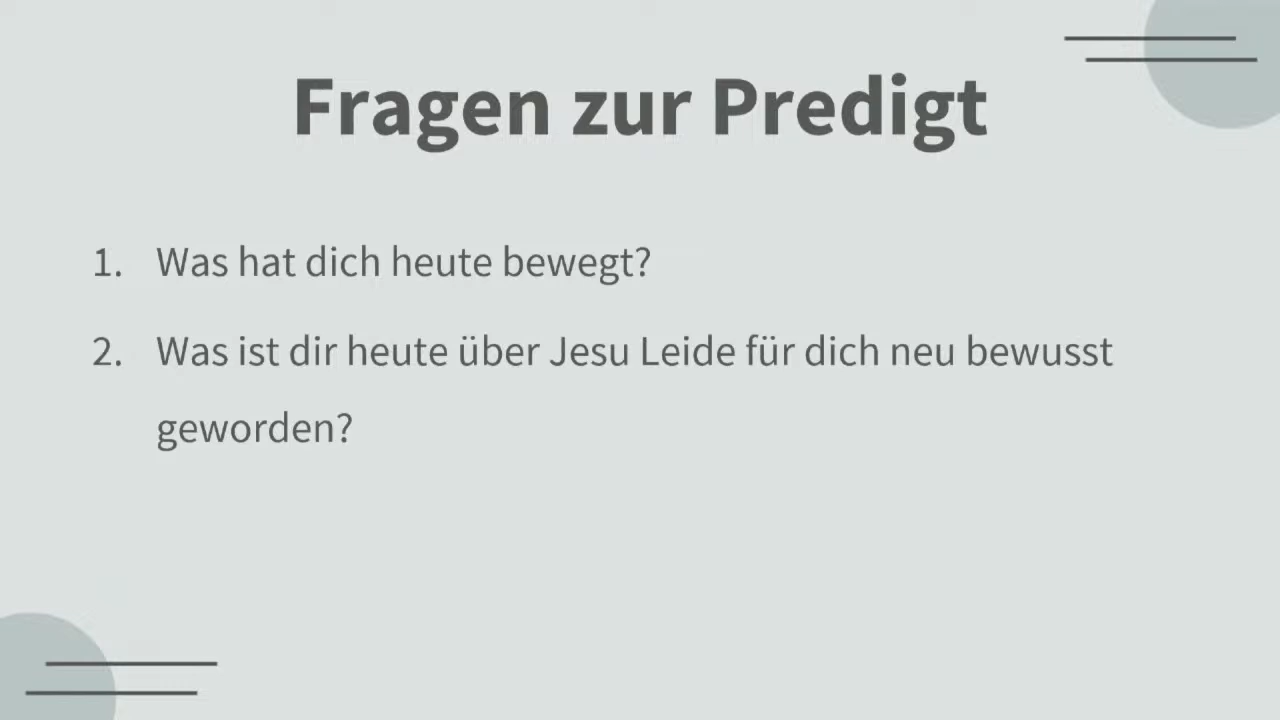 Fragen zur Predigt
1. Was hat dich heute bewegt?
2. Was ist dir heute über Jesu Leide für dich neu bewusst
geworden?